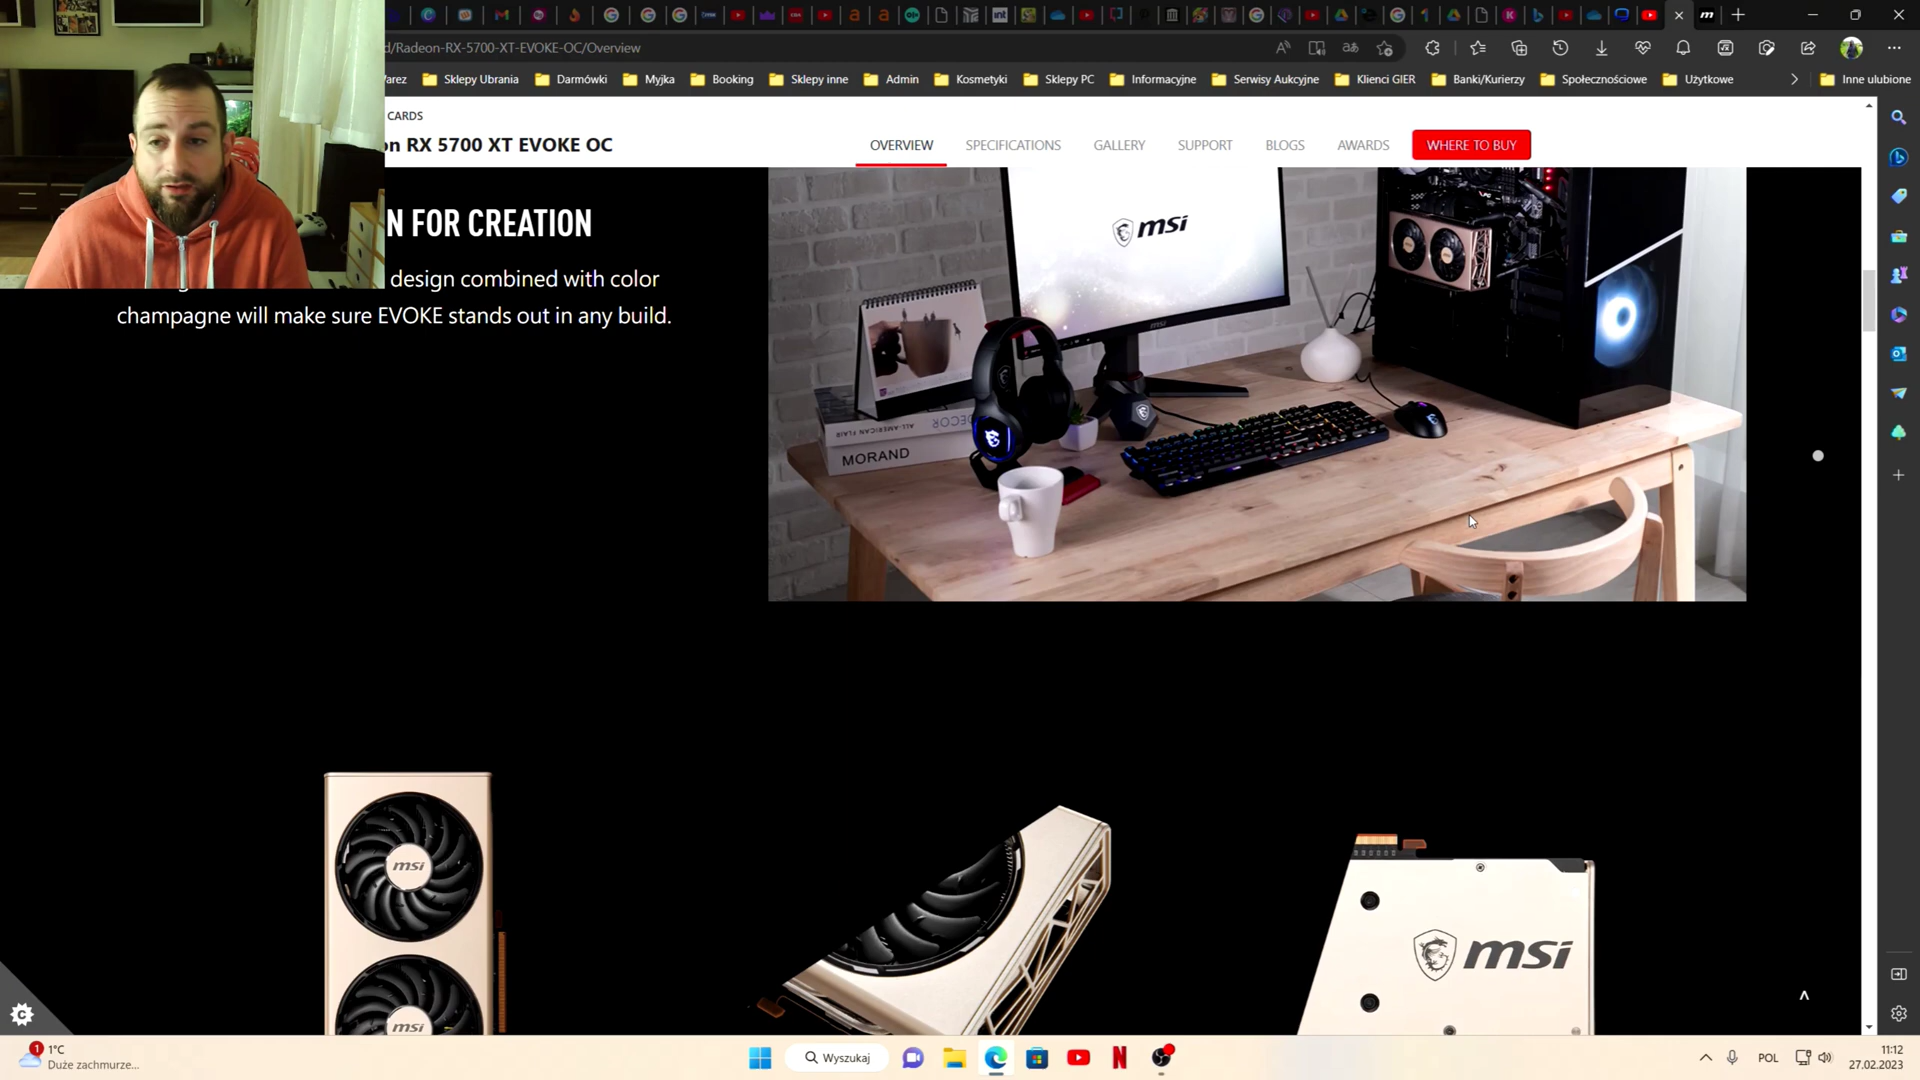 d/Radeon-RX-5700-XT-EVOKE-OC/Overview
arez
Sklepy Ubrania
Darmówki
Myjka
Booking
Sklepy inne
Admin
Kosmetyki
Sklepy PC
Informacyjne
Serwisy Aukcyjne
Klienci GIER
Banki/Kurierzy
Społecznościowe
Użytkowe
Inne ulubione
CARDS
n RX 5700 XT EVOKE OC
OVERVIEW
SPECIFICATIONS
GALLERY
SUPPORT
BLOGS
AWARDS
WHERE TO BUY
N FOR CREATION
design combined with color
champagne will make sure EVOKE stands out in any build.
msi
DECOR
MORAND
msi
msi
msi
1
1°C
Duże zachmurze...
Wyszukaj
POL
11:12
27.02.2023